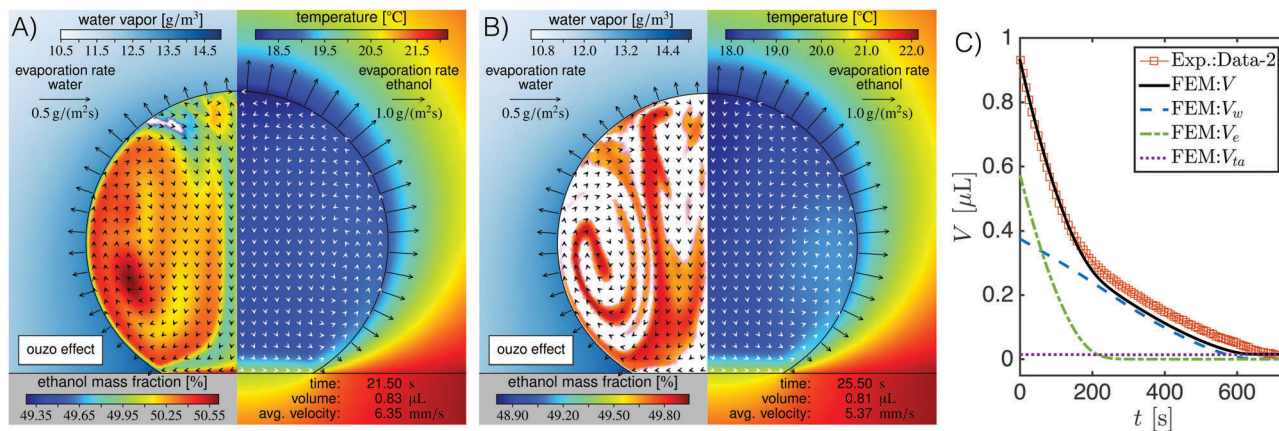 A)
water vapor [g/m³]
10.5 11.5 12.5 13.5 14.5
temperature [°C]
18.5 19.5 20.5 21.5
evaporation rate
water
0.5 g/(m²s)
evaporation rate
ethanol
1.0 g/(m²s)
ouzo effect
ethanol mass fraction [%]
49.35 49.65 49.95 50.25 50.55
time: 21.50 s
volume: 0.83 μL
avg. velocity: 6.35 mm/s
B)
water vapor [g/m³]
10.8 12.0 13.2 14.4
temperature [°C]
18.0 19.0 20.0 21.0 22.0
evaporation rate
water
0.5 g/(m²s)
evaporation rate
ethanol
1.0 g/(m²s)
ouzo effect
ethanol mass fraction [%]
48.90 49.20 49.50 49.80
time: 25.50 s
volume: 0.81 μL
avg. velocity: 5.37 mm/s
C)
Exp.:Data-2
FEM:V
FEM:Vw
FEM:Ve
FEM:Vta
V [μL]
1
0.8
0.6
0.4
0.2
0
0 200 400 600
t [s]